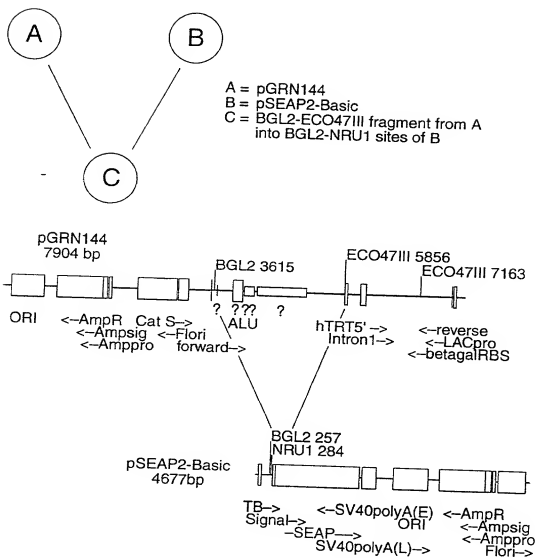 A
B
A = pGRN144
B = pSEAP2-Basic
C = BGL2-ECO47III fragment from A
into BGL2-NRU1 sites of B
C
pGRN144
7904 bp
BGL2 3615
ECO47III 5856
ECO47III 7163
? ??? ?
ORI
<-AmpR
Cat S->
ALU
hTRT5' ->
<-reverse
<-Ampsig
<-Flori
Intron1->
<-LACpro
<-Amppro
forward->
<-betagalRBS
BGL2 257
NRU1 284
pSEAP2-Basic
4677bp
TB->
<-SV40polyA(E)
<-AmpR
Signal->
ORI
<-Ampsig
-SEAP-->
<-Amppro
SV40polyA(L)->
Flori->